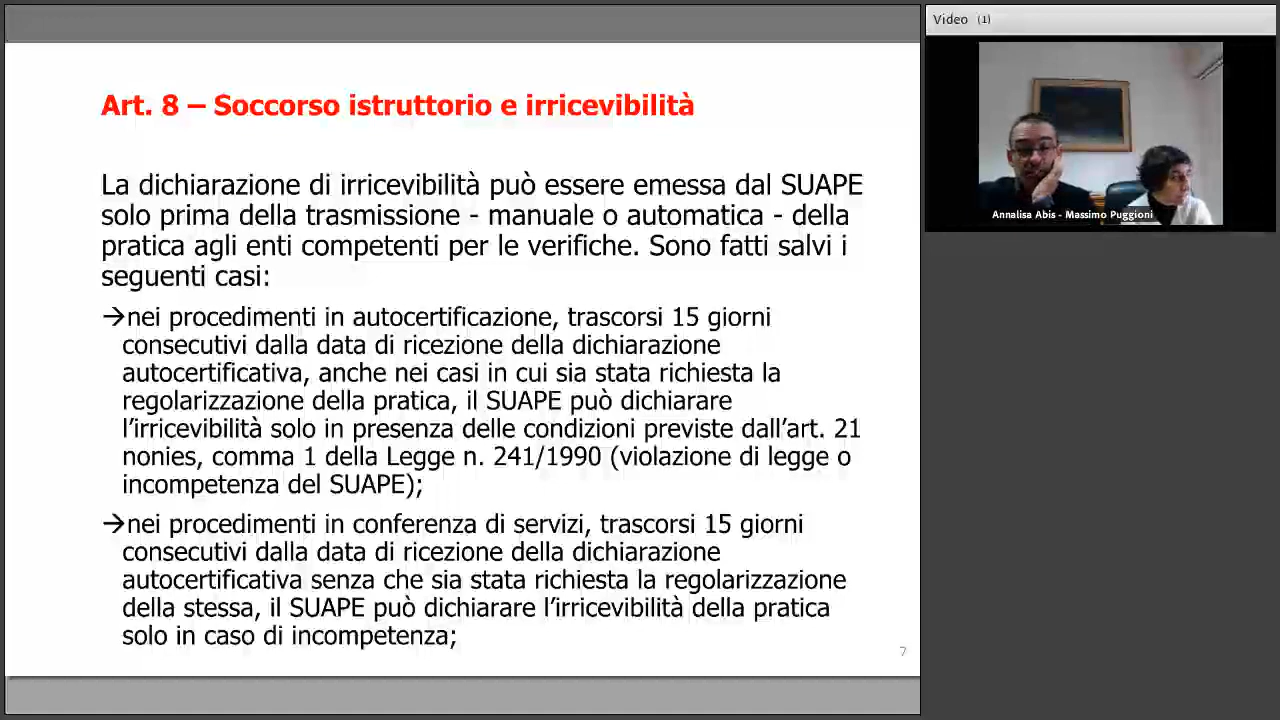 Art. 8 – Soccorso istruttorio e irricevibilità
La dichiarazione di irricevibilità può essere emessa dal SUAPE
solo prima della trasmissione - manuale o automatica - della
pratica agli enti competenti per le verifiche. Sono fatti salvi i
seguenti casi:
→nei procedimenti in autocertificazione, trascorsi 15 giorni
consecutivi dalla data di ricezione della dichiarazione
autocertificativa, anche nei casi in cui sia stata richiesta la
regolarizzazione della pratica, il SUAPE può dichiarare
l’irricevibilità solo in presenza delle condizioni previste dall’art. 21
nonies, comma 1 della Legge n. 241/1990 (violazione di legge o
incompetenza del SUAPE);
→nei procedimenti in conferenza di servizi, trascorsi 15 giorni
consecutivi dalla data di ricezione della dichiarazione
autocertificativa senza che sia stata richiesta la regolarizzazione
della stessa, il SUAPE può dichiarare l’irricevibilità della pratica
solo in caso di incompetenza;
7
Video (1)
Annalisa Abis - Massimo Puggioni